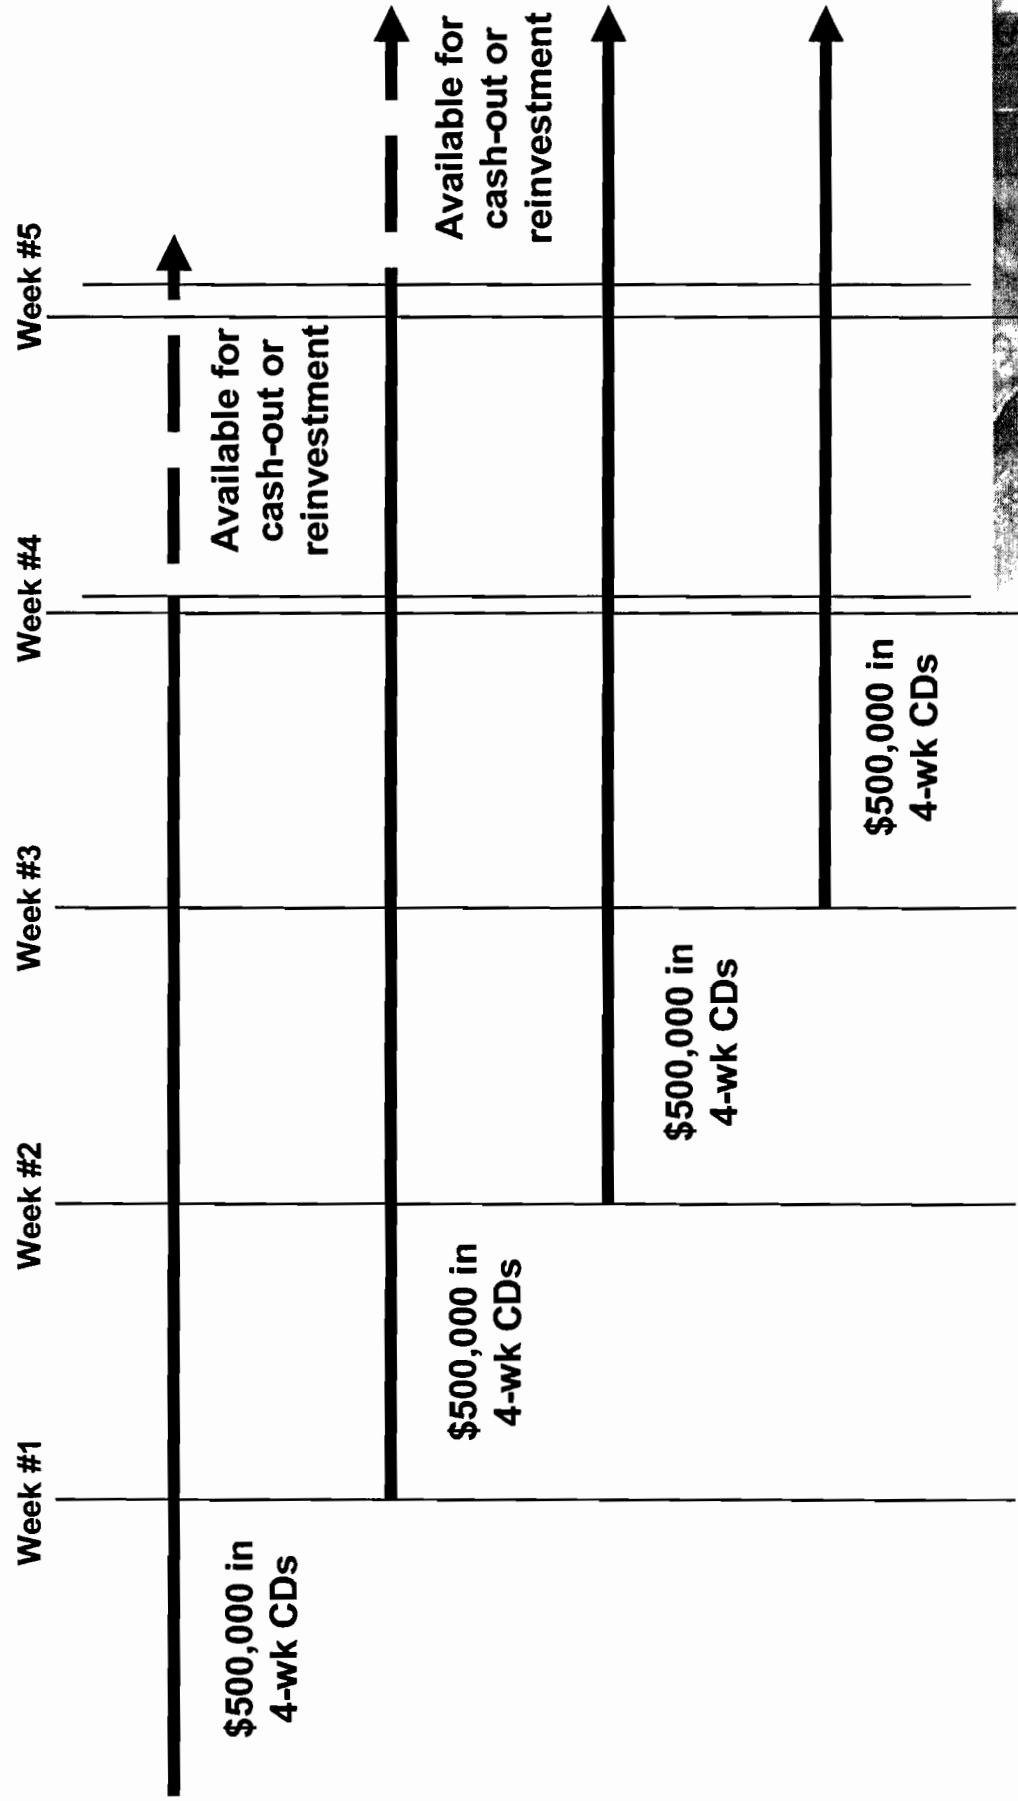 Week #1
Week #2
Week #3
Week #4
Week #5
$500,000 in
4-wk CDs
Available for
cash-out or
reinvestment
$500,000 in
4-wk CDs
Available for
cash-out or
reinvestment
$500,000 in
4-wk CDs
$500,000 in
4-wk CDs